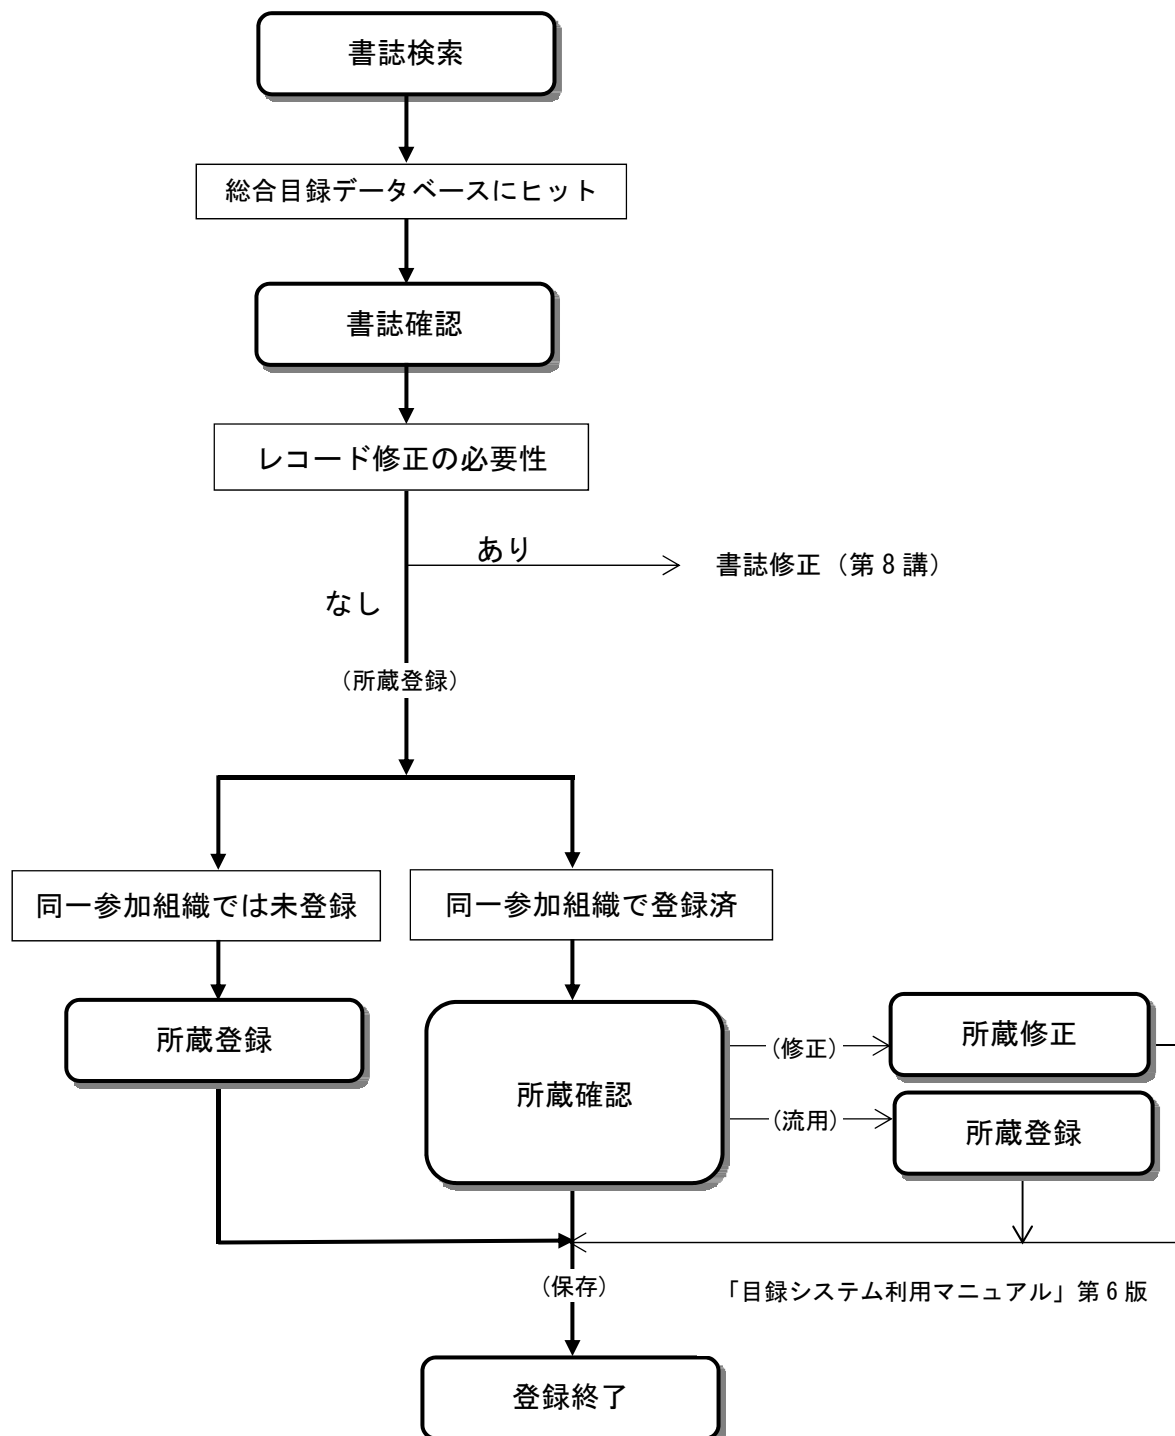 書誌検索
総合目録データベースにヒット
書誌確認
レコード修正の必要性
あり
書誌修正（第８講）
なし
（所蔵登録）
同一参加組織では未登録
同一参加組織で登録済
所蔵登録
所蔵確認
（修正）
所蔵修正
（流用）
所蔵登録
（保存）
「目録システム利用マニュアル」第６版
登録終了